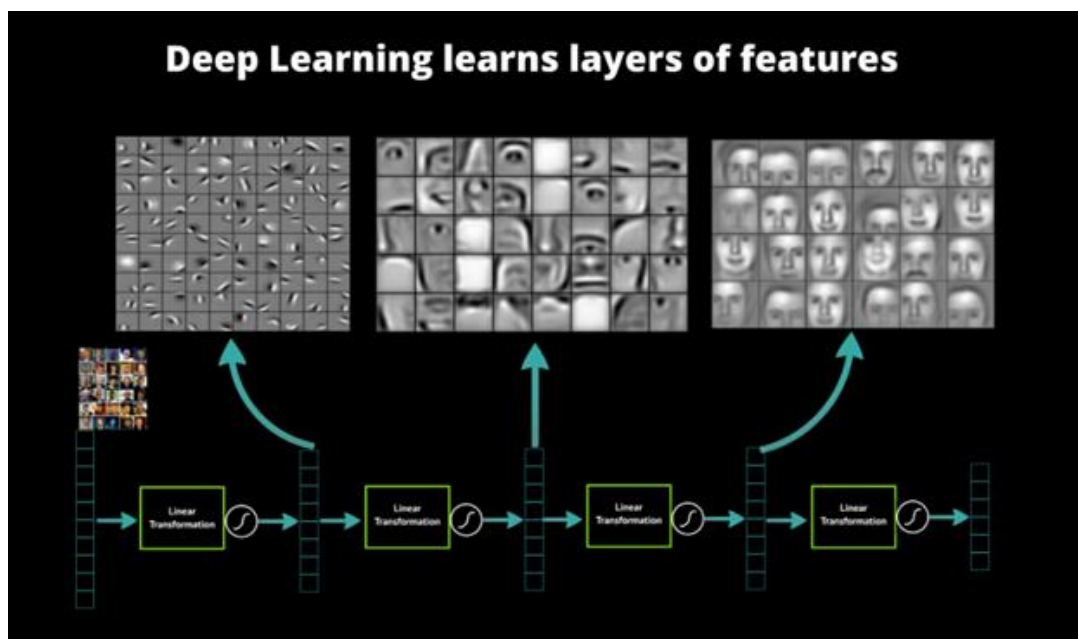 Deep Learning learns layers of features
Linear
Transformation
Linear
Transformation
Linear
Transformation
Linear
Transformation